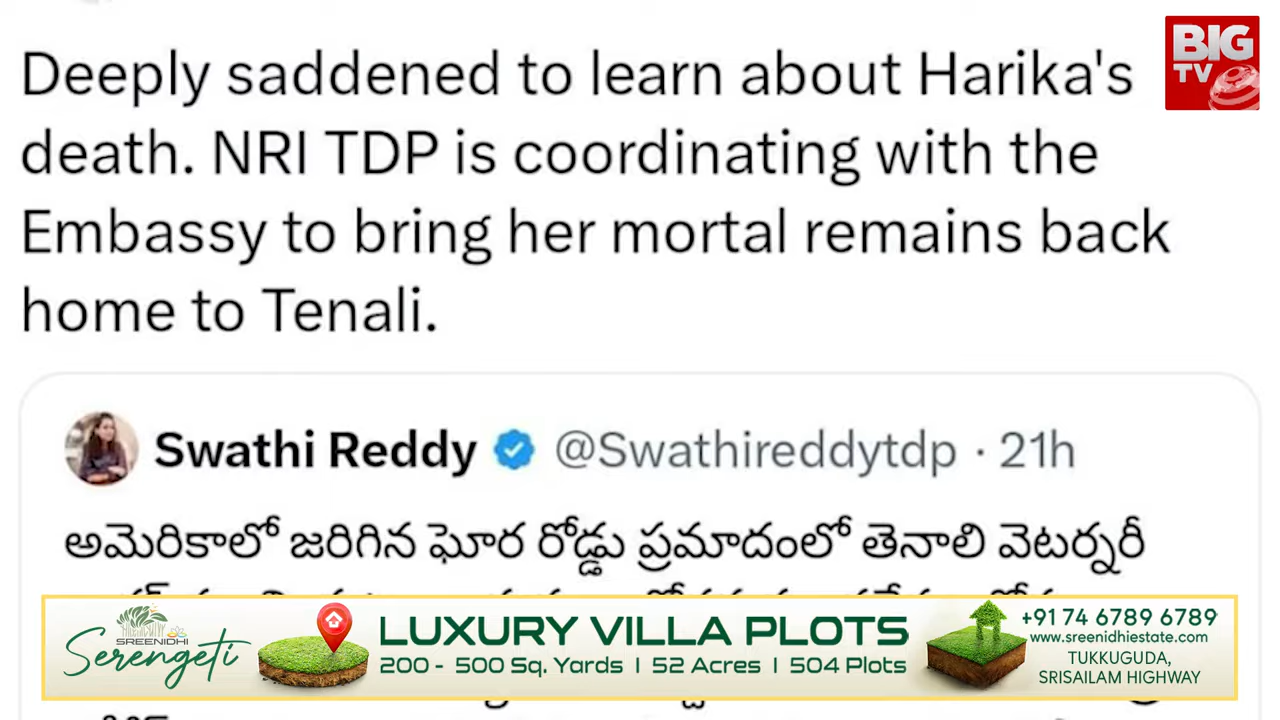 BIG
TV
Deeply saddened to learn about Harika's
death. NRI TDP is coordinating with the
Embassy to bring her mortal remains back
home to Tenali.
Swathi Reddy @Swathireddytdp · 21h
అమెరికాలో జరిగిన ఘోర రోడ్డు ప్రమాదంలో తెనాలి వెటర్నరీ
SREENIDHI
Serengeti
LUXURY VILLA PLOTS
200 - 500 Sq. Yards I 52 Acres I 504 Plots
+91 74 6789 6789
www.sreenidhiestate.com
TUKKUGUDA,
SRISAILAM HIGHWAY